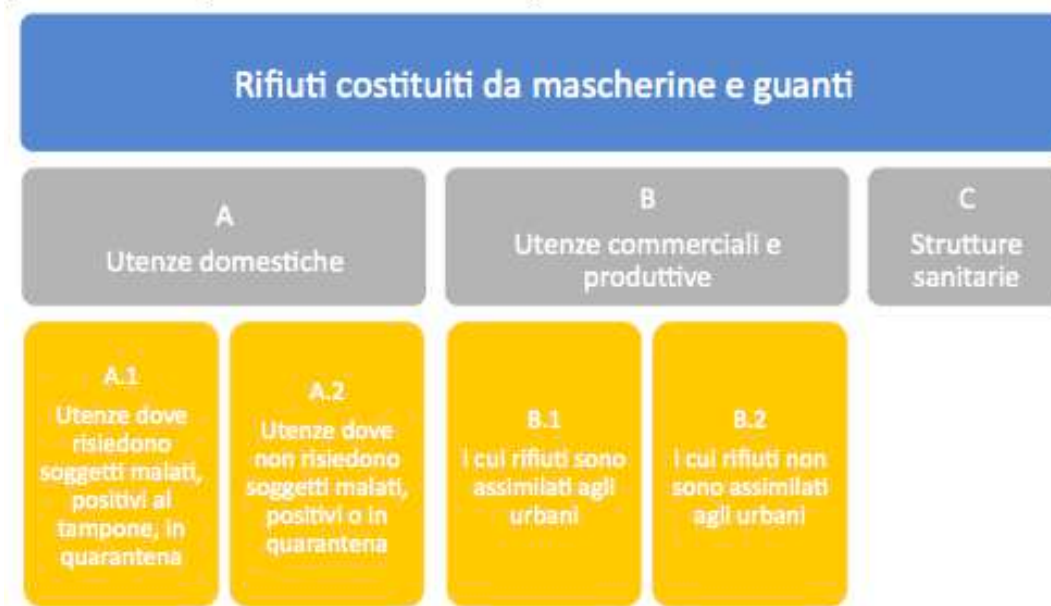 Rifiuti costituiti da mascherine e guanti
A
Utenze domestiche
B
Utenze commerciali e
produttive
C
Strutture
sanitarie
A.1
Utenze dove
risiedono
soggetti malati,
positivi al
tampone, in
quarantena
A.2
Utenze dove
non risiedono
soggetti malati,
positivi o in
quarantena
B.1
I cui rifiuti sono
assimilati agli
urbani
B.2
I cui rifiuti non
sono assimilati
agli urbani